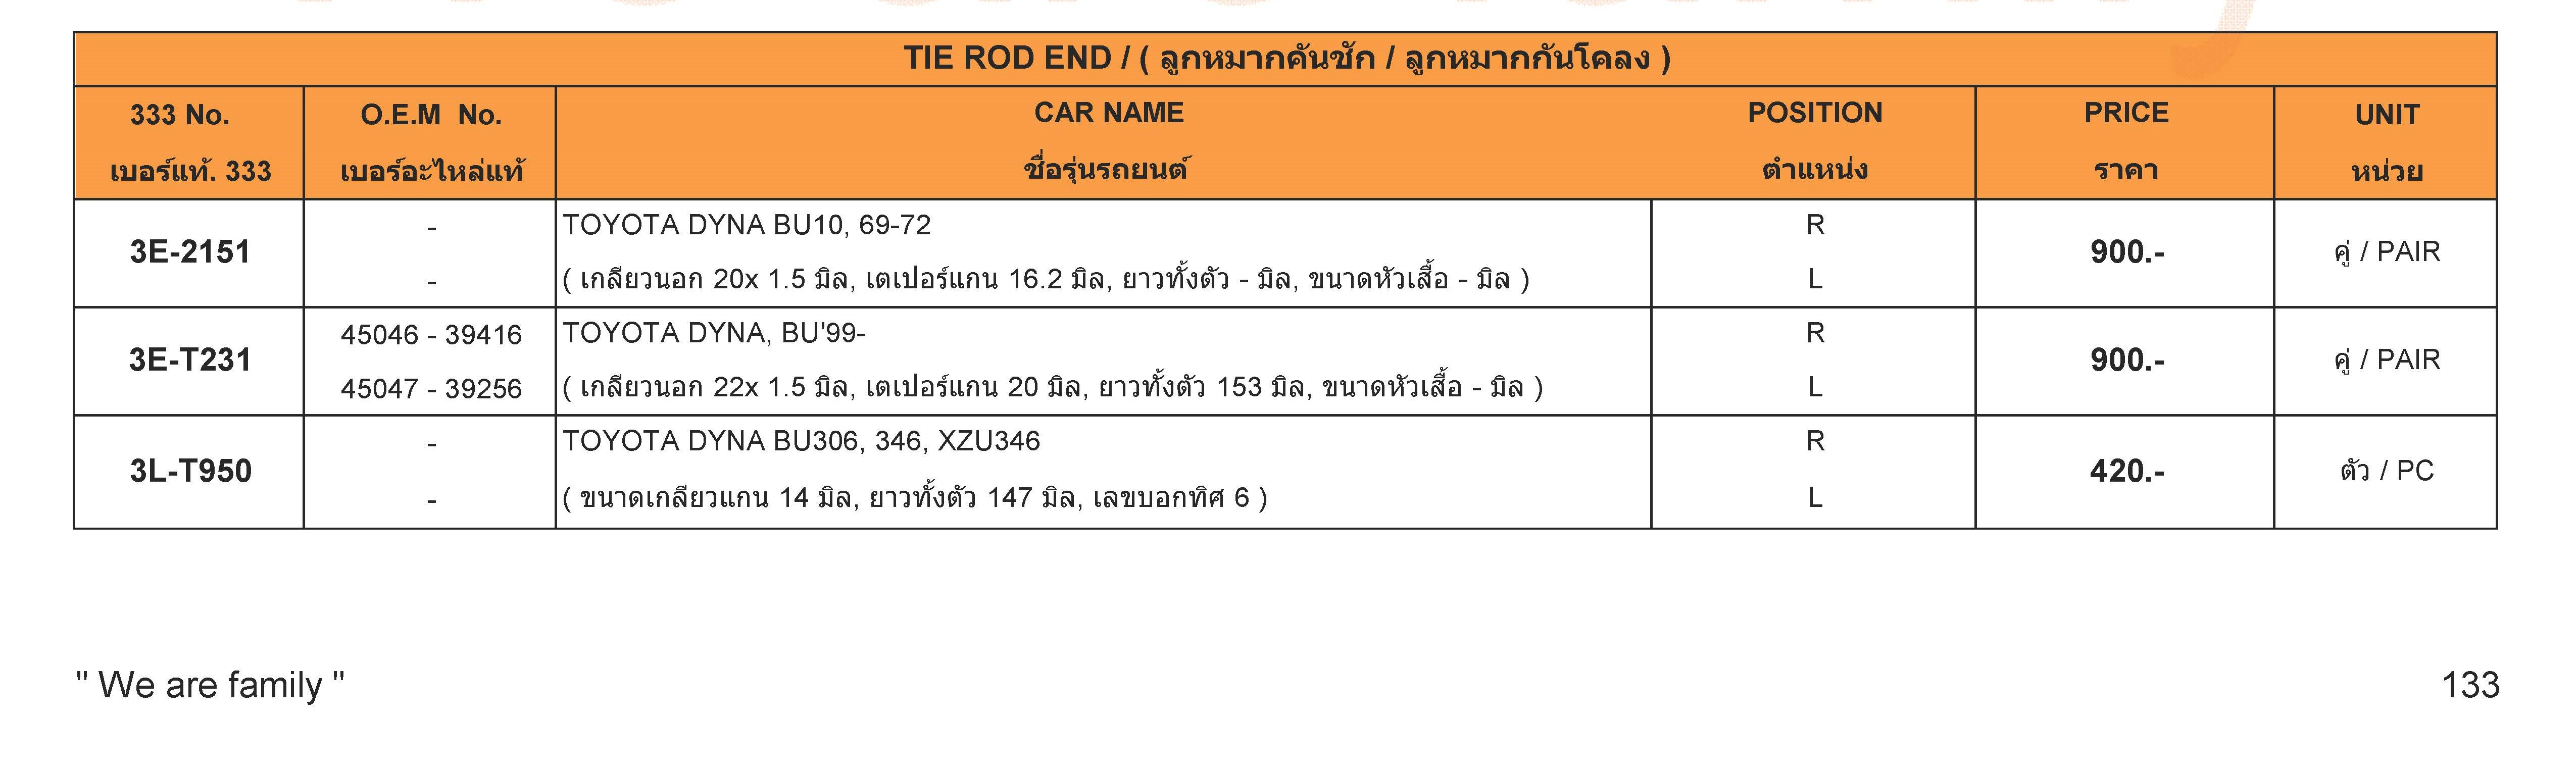 TIE ROD END / ( ลูกหมากคันชัก / ลูกหมากกันโคลง )
333 No. O.E.M No. CAR NAME POSITION PRICE UNIT
เบอร์แท้. 333 เบอร์อะไหล่แท้ ชื่อรุ่นรถยนต์ ตำแหน่ง ราคา หน่วย
3E-2151
-
-
TOYOTA DYNA BU10, 69-72
( เกลียวนอก 20x 1.5 มิล, เตเปอร์แกน 16.2 มิล, ยาวทั้งตัว - มิล, ขนาดหัวเสื้อ - มิล )
R
L
900.-
คู่ / PAIR
3E-T231
45046 - 39416
45047 - 39256
TOYOTA DYNA, BU'99-
( เกลียวนอก 22x 1.5 มิล, เตเปอร์แกน 20 มิล, ยาวทั้งตัว 153 มิล, ขนาดหัวเสื้อ - มิล )
R
L
900.-
คู่ / PAIR
3L-T950
-
-
TOYOTA DYNA BU306, 346, XZU346
( ขนาดเกลียวแกน 14 มิล, ยาวทั้งตัว 147 มิล, เลขบอกทิศ 6 )
R
L
420.-
ตัว / PC
" We are family "
133